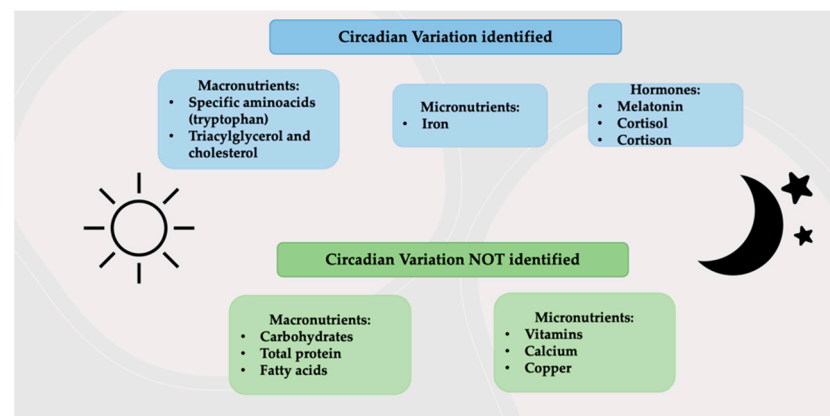 Circadian Variation identified
Macronutrients:
• Specific aminoacids
(tryptophan)
• Triacylglycerol and
cholesterol
Micronutrients:
• Iron
Hormones:
• Melatonin
• Cortisol
• Cortison
Circadian Variation NOT identified
Macronutrients:
• Carbohydrates
• Total protein
• Fatty acids
Micronutrients:
• Vitamins
• Calcium
• Copper